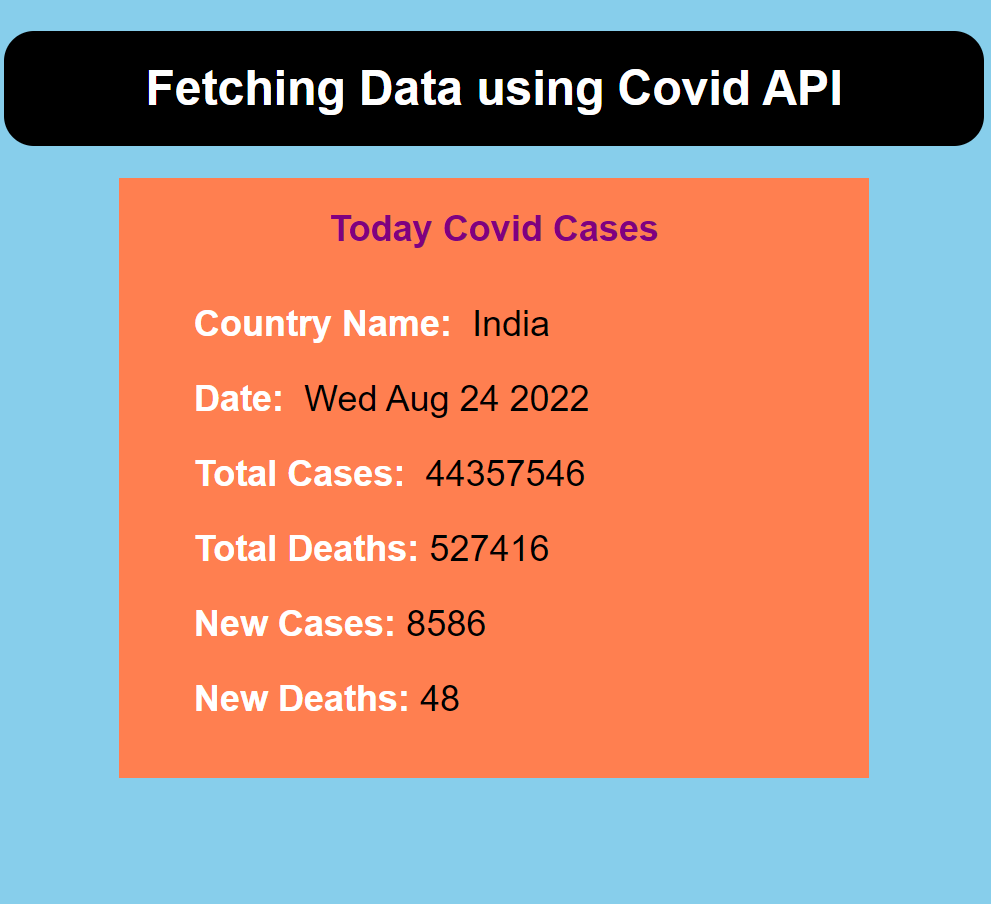 Fetching Data using Covid API
Today Covid Cases
Country Name: India
Date: Wed Aug 24 2022
Total Cases: 44357546
Total Deaths: 527416
New Cases: 8586
New Deaths: 48